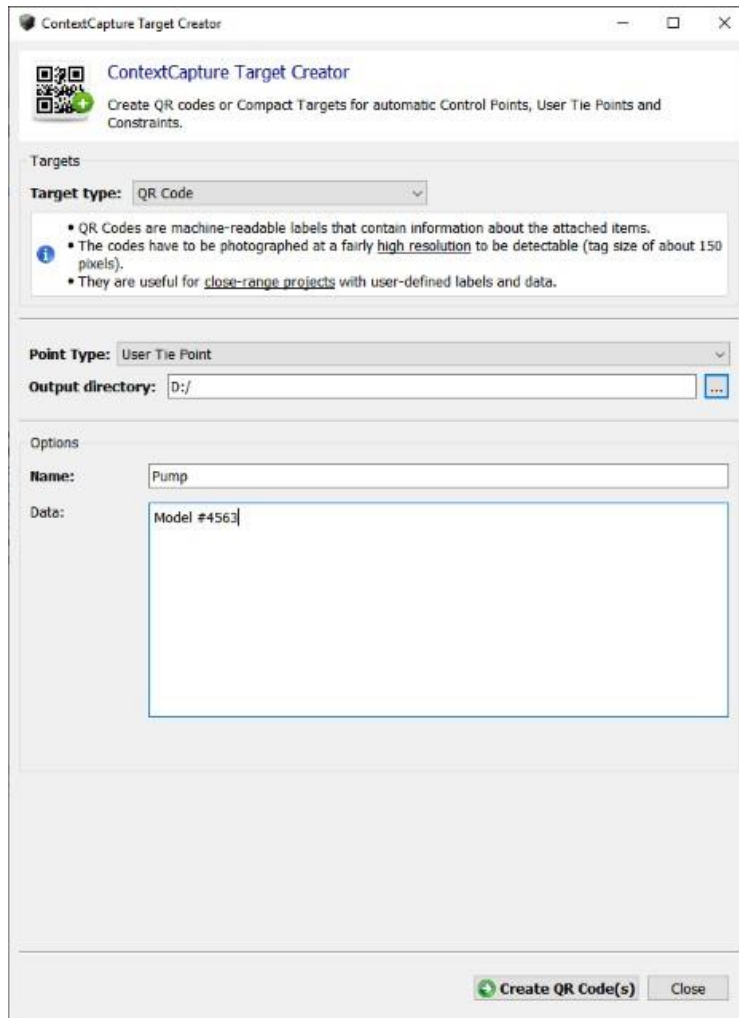 ContextCapture Target Creator
ContextCapture Target Creator
Create QR codes or Compact Targets for automatic Control Points, User Tie Points and
Constraints.
Targets
Target type: QR Code
• QR Codes are machine-readable labels that contain information about the attached items.
• The codes have to be photographed at a fairly high resolution to be detectable (tag size of about 150
pixels).
• They are useful for close-range projects with user-defined labels and data.
Point Type: User Tie Point
Output directory: D:/ ...
Options
Name: Pump
Data: Model #4563
Create QR Code(s) Close